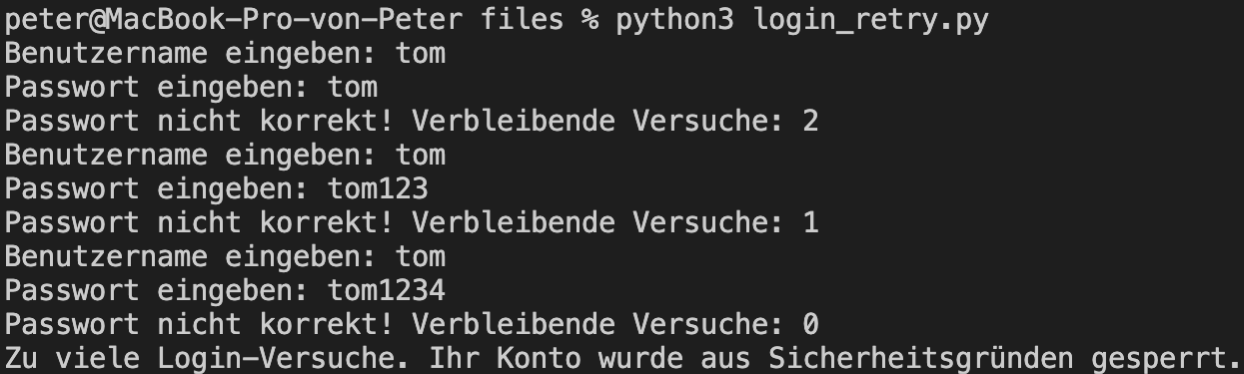 peter@MacBook-Pro-von-Peter files % python3 login_retry.py
Benutzername eingeben: tom
Passwort eingeben: tom
Passwort nicht korrekt! Verbleibende Versuche: 2
Benutzername eingeben: tom
Passwort eingeben: tom123
Passwort nicht korrekt! Verbleibende Versuche: 1
Benutzername eingeben: tom
Passwort eingeben: tom1234
Passwort nicht korrekt! Verbleibende Versuche: 0
Zu viele Login-Versuche. Ihr Konto wurde aus Sicherheitsgründen gesperrt.